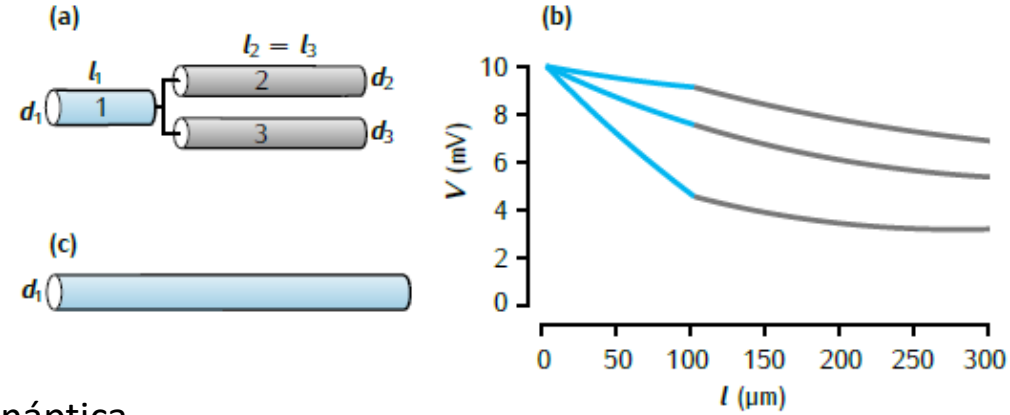 (a)
l₂ = l₃
l₁
d₁
1
2
d₂
3
d₃
(b)
V (mV)
10
8
6
4
2
0
0 50 100 150 200 250 300
l (μm)
(c)
d₁